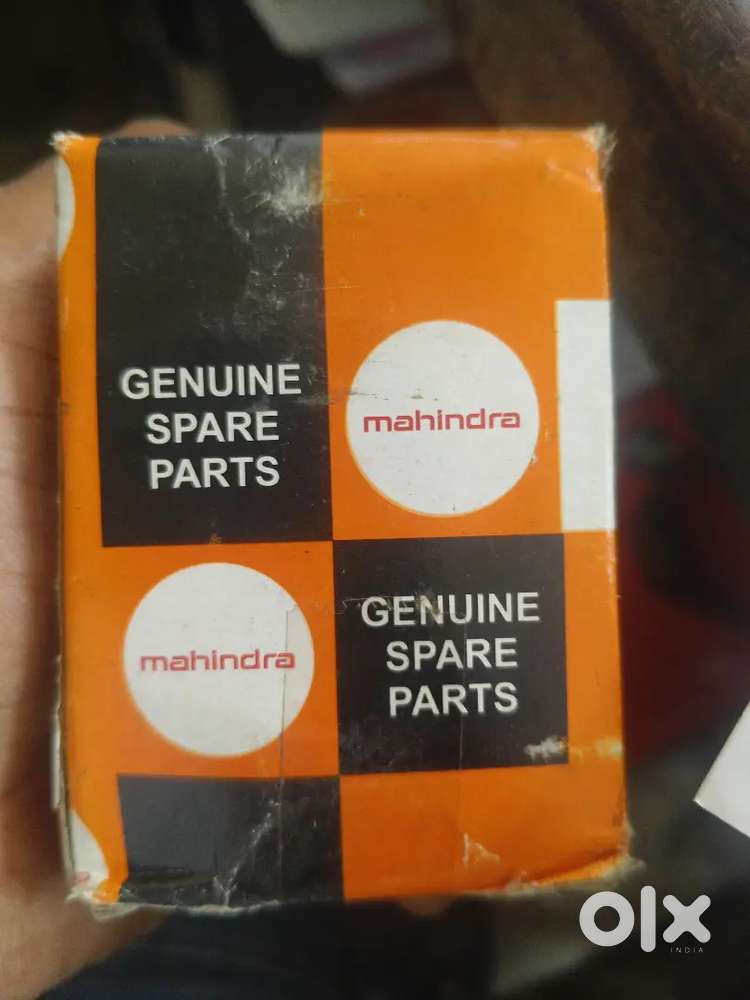 GENUINE
SPARE
PARTS
mahindra
mahindra
GENUINE
SPARE
PARTS
olx
INDIA